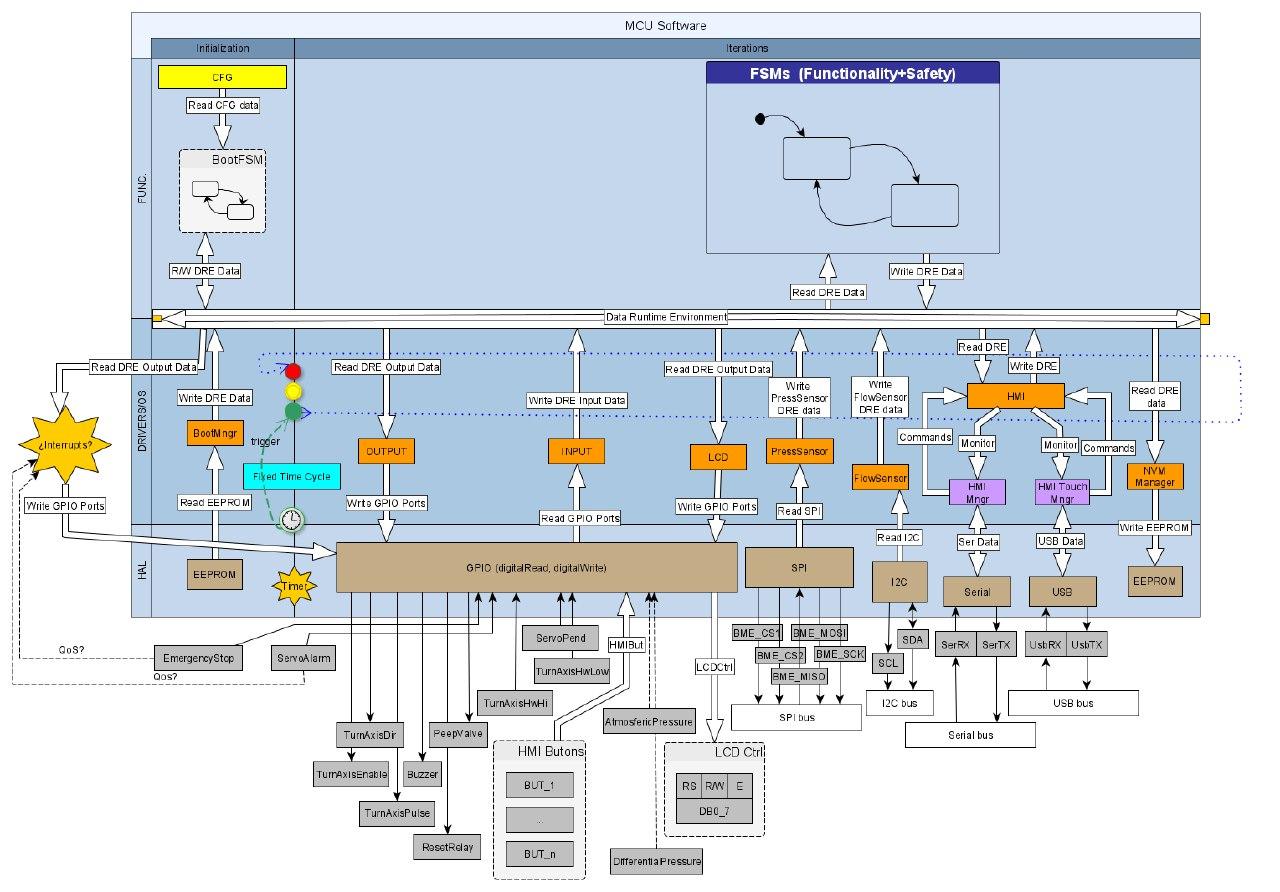 MCU Software
Initialization
Iterations
FUNC.
CFG
Read CFG data
BootFSM
R/W DRE Data
FSMs (Functionality+Safety)
Read DRE Data
Write DRE Data
Data Runtime Environment
DRIVERS/OS
Read DRE Output Data
Write DRE Data
BootMngr
Read EEPROM
trigger
Fixed Time Cycle
¿Interrupts?
Write GPIO Ports
Read DRE Output Data
OUTPUT
Write GPIO Ports
Write DRE Input Data
INPUT
Read GPIO Ports
Read DRE Output Data
LCD
Write GPIO Ports
Write
PressSensor
DRE data
PressSensor
Read SPI
Write
FlowSensor
DRE data
FlowSensor
Read I2C
Read DRE
Write DRE
HMI
Commands
Monitor
Monitor
Commands
HMI
Mngr
HMI Touch
Mngr
Ser Data
USB Data
Read DRE
data
NVM
Manager
Write EEPROM
HAL
EEPROM
Timer
GPIO (digitalRead, digitalWrite)
SPI
I2C
Serial
USB
EEPROM
QoS?
EmergencyStop
Qos?
ServoAlarm
ServoPend
TurnAxisHwLow
TurnAxisHwHi
HMIBut
LCDCtrl
AtmosfericPressure
DifferentialPressure
TurnAxisDir
TurnAxisEnable
TurnAxisPulse
PeepValve
Buzzer
ResetRelay
HMI Butons
BUT_1
...
BUT_n
LCD Ctrl
RS
R/W
E
DB0_7
BME_CS1
BME_MOSI
BME_CS2
BME_SCK
BME_MISO
SPI bus
SDA
SCL
I2C bus
SerRX
SerTX
Serial bus
UsbRX
UsbTX
USB bus